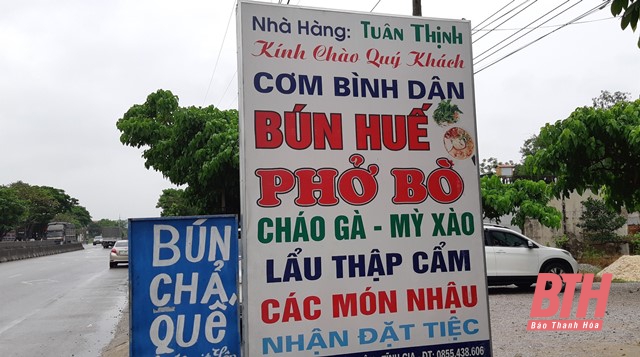 Nhà Hàng: Tuân Thịnh
Kính Chào Quý Khách
CƠM BÌNH DÂN
BÚN HUẾ
PHỞ BÒ
CHÁO GÀ - MỲ XÀO
LẨU THẬP CẨM
CÁC MÓN NHẬU
NHẬN ĐẶT TIỆC
GIA - ĐT: 0855.438.606
BÚN
CHẢ,
QUÊ
BTH
Báo Thanh Hóa